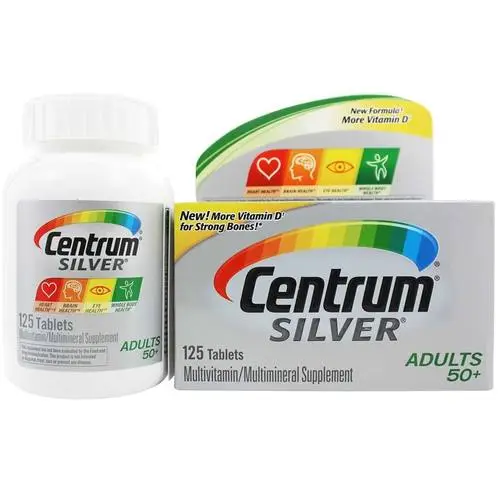 Centrum®
SILVER®
HEART
HEALTH
BRAIN
HEALTH
EYE
HEALTH
WHOLE BODY
HEALTH
125 Tablets
Multivitamin/Multimineral Supplement
ADULTS
50+
New Formula!
More Vitamin D
HEART HEALTH
BRAIN HEALTH
EYE HEALTH
WHOLE BODY
HEALTH
New! More Vitamin D
for Strong Bones!*
Centrum®
SILVER®
125 Tablets
Multivitamin/Multimineral Supplement
ADULTS
50+